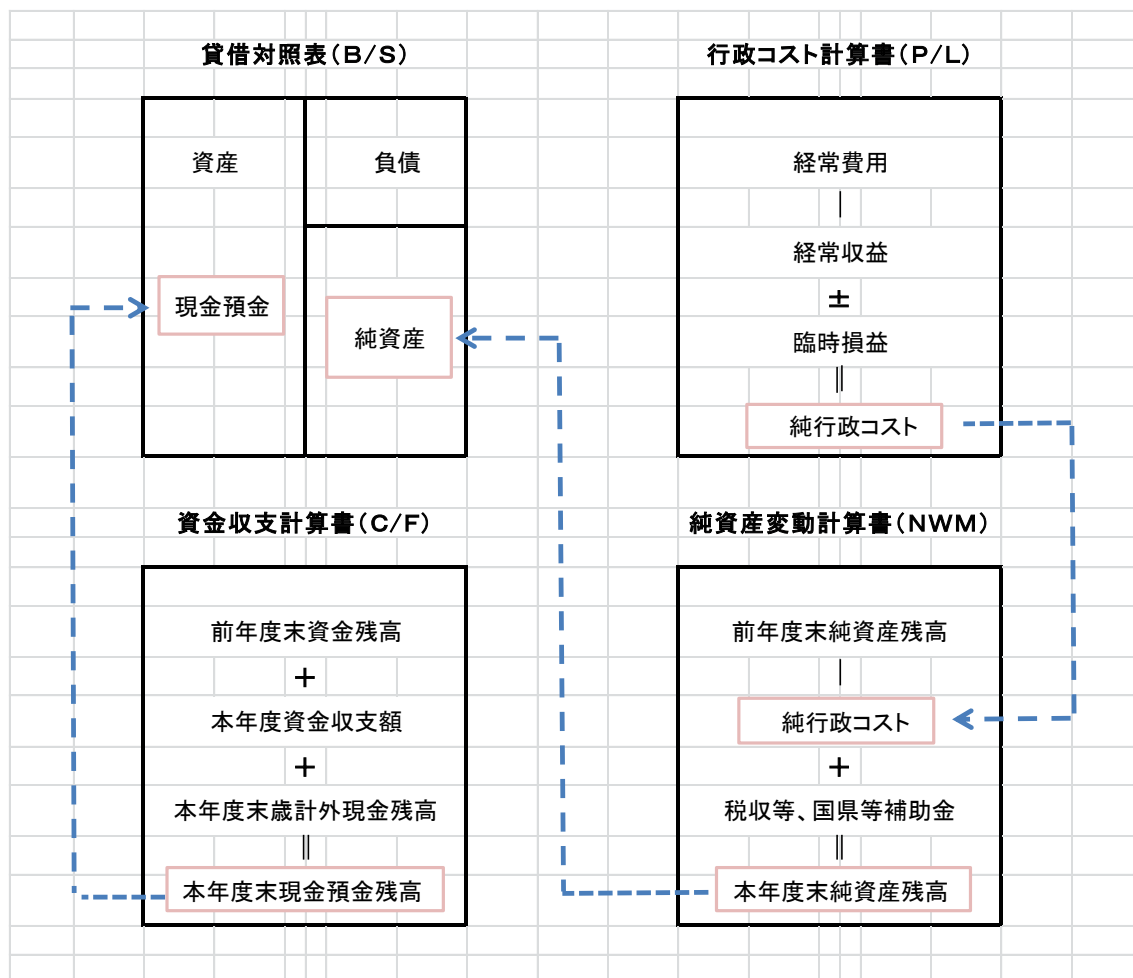 貸借対照表(B/S)
資産
負債
現金預金
純資産
行政コスト計算書(P/L)
経常費用
|
経常収益
±
臨時損益
||
純行政コスト
資金収支計算書(C/F)
前年度末資金残高
+
本年度資金収支額
+
本年度末歳計外現金残高
||
本年度末現金預金残高
純資産変動計算書(NWM)
前年度末純資産残高
|
純行政コスト
+
税収等、国県等補助金
||
本年度末純資産残高